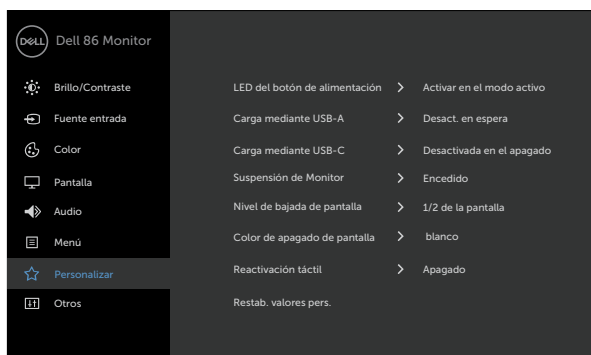 DELL Dell 86 Monitor
Brillo/Contraste
Fuente entrada
Color
Pantalla
Audio
Menú
Personalizar
Otros
LED del botón de alimentación > Activar en el modo activo
Carga mediante USB-A > Desact. en espera
Carga mediante USB-C > Desactivada en el apagado
Suspensión de Monitor > Encedido
Nivel de bajada de pantalla > 1/2 de la pantalla
Color de apagado de pantalla > blanco
Reactivación táctil > Apagado
Restab. valores pers.